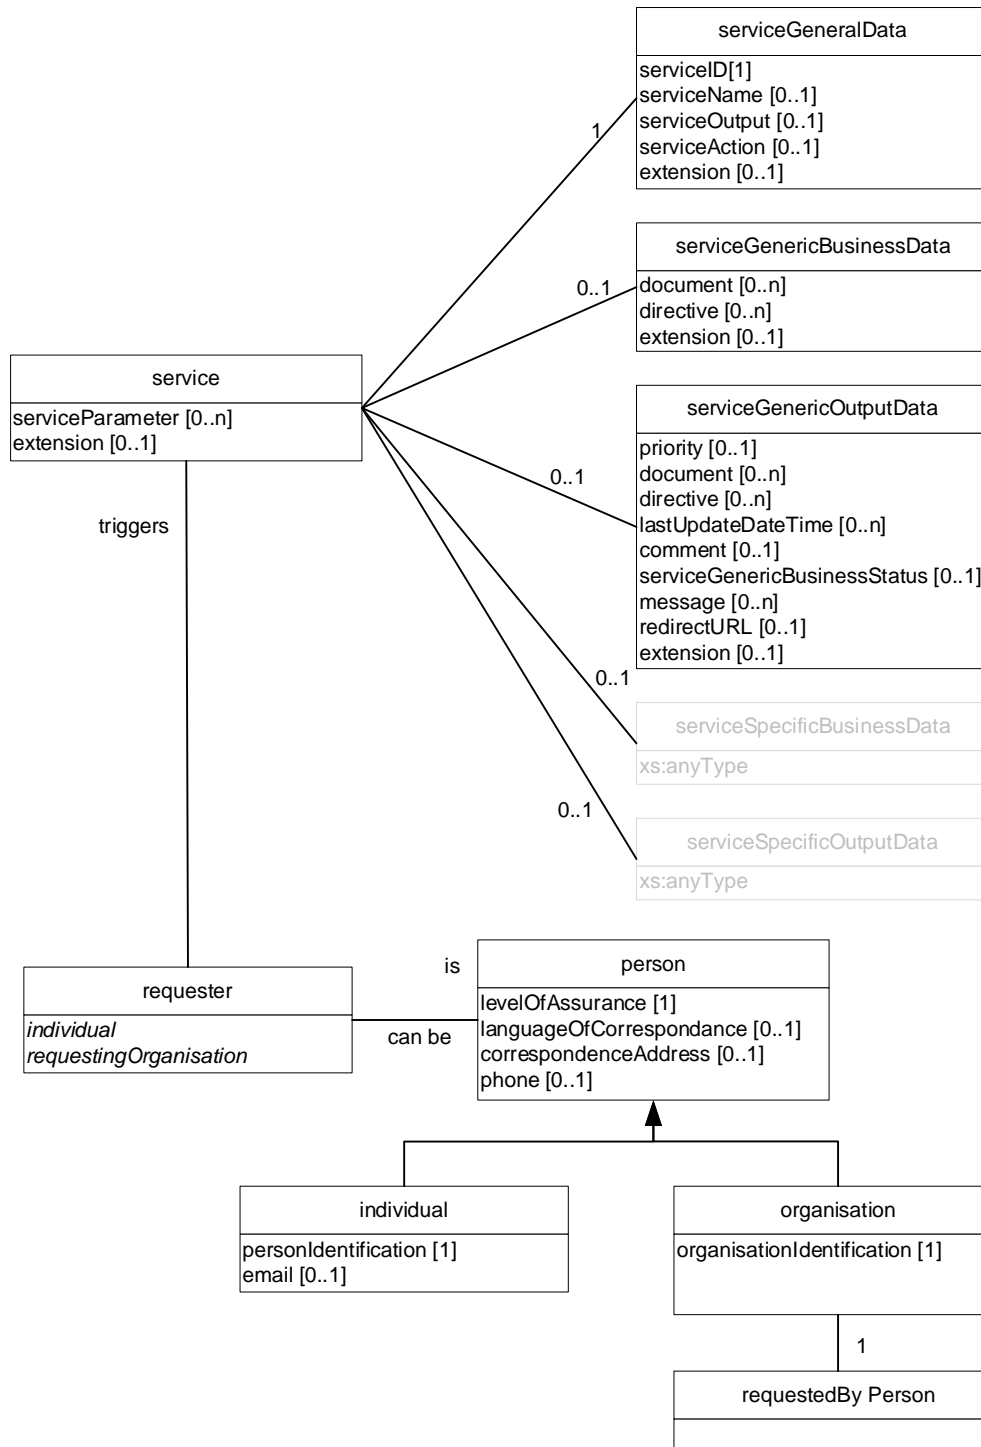 serviceGeneralData
serviceID[1]
serviceName [0..1]
serviceOutput [0..1]
serviceAction [0..1]
extension [0..1]
1
serviceGenericBusinessData
document [0..n]
directive [0..n]
extension [0..1]
0..1
service
serviceParameter [0..n]
extension [0..1]
serviceGenericOutputData
priority [0..1]
document [0..n]
directive [0..n]
lastUpdateDateTime [0..n]
comment [0..1]
serviceGenericBusinessStatus [0..1]
message [0..n]
redirectURL [0..1]
extension [0..1]
0..1
triggers
0..1
serviceSpecificBusinessData
xs:anyType
0..1
serviceSpecificOutputData
xs:anyType
requester
individual
requestingOrganisation
is
can be
person
levelOfAssurance [1]
languageOfCorrespondance [0..1]
correspondenceAddress [0..1]
phone [0..1]
individual
personIdentification [1]
email [0..1]
organisation
organisationIdentification [1]
1
requestedBy Person